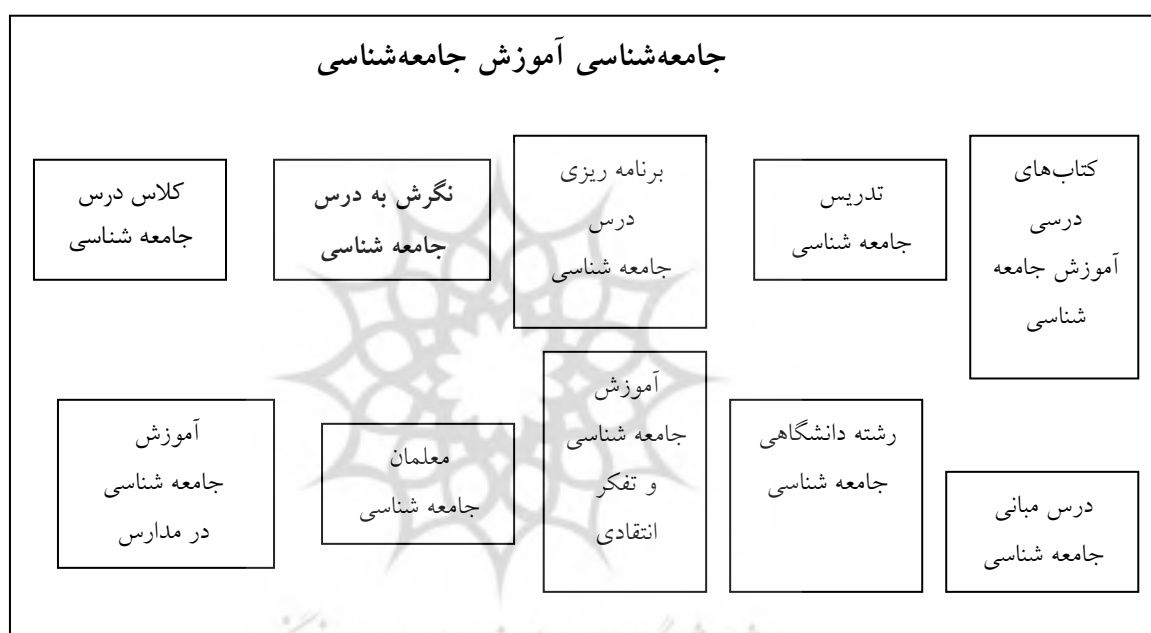 جامعه‌شناسی آموزش جامعه‌شناسی
کتاب‌های
درسی
آموزش جامعه
شناسی
تدریس
جامعه شناسی
برنامه ریزی
درس
جامعه شناسی
نگرش به درس
جامعه شناسی
کلاس درس
جامعه شناسی
درس مبانی
جامعه شناسی
رشته دانشگاهی
جامعه شناسی
آموزش
جامعه شناسی
و تفکر
انتقادی
معلمان
جامعه شناسی
آموزش
جامعه شناسی
در مدارس